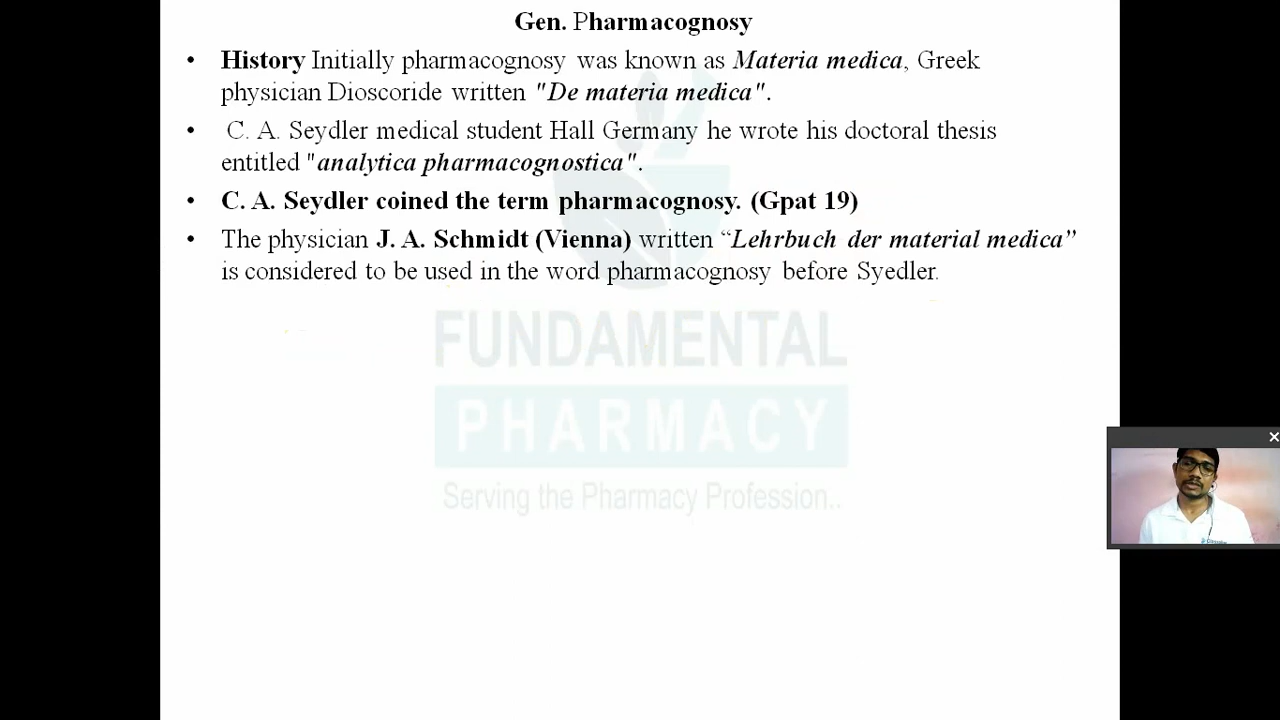 Gen. Pharmacognosy
• History Initially pharmacognosy was known as Materia medica, Greek
physician Dioscoride written "De materia medica".
• C. A. Seydler medical student Hall Germany he wrote his doctoral thesis
entitled "analytica pharmacognostica".
• C. A. Seydler coined the term pharmacognosy. (Gpat 19)
• The physician J. A. Schmidt (Vienna) written “Lehrbuch der material medica”
is considered to be used in the word pharmacognosy before Syedler.
FUNDAMENTAL
PHARMACY
Serving the Pharmacy Profession..